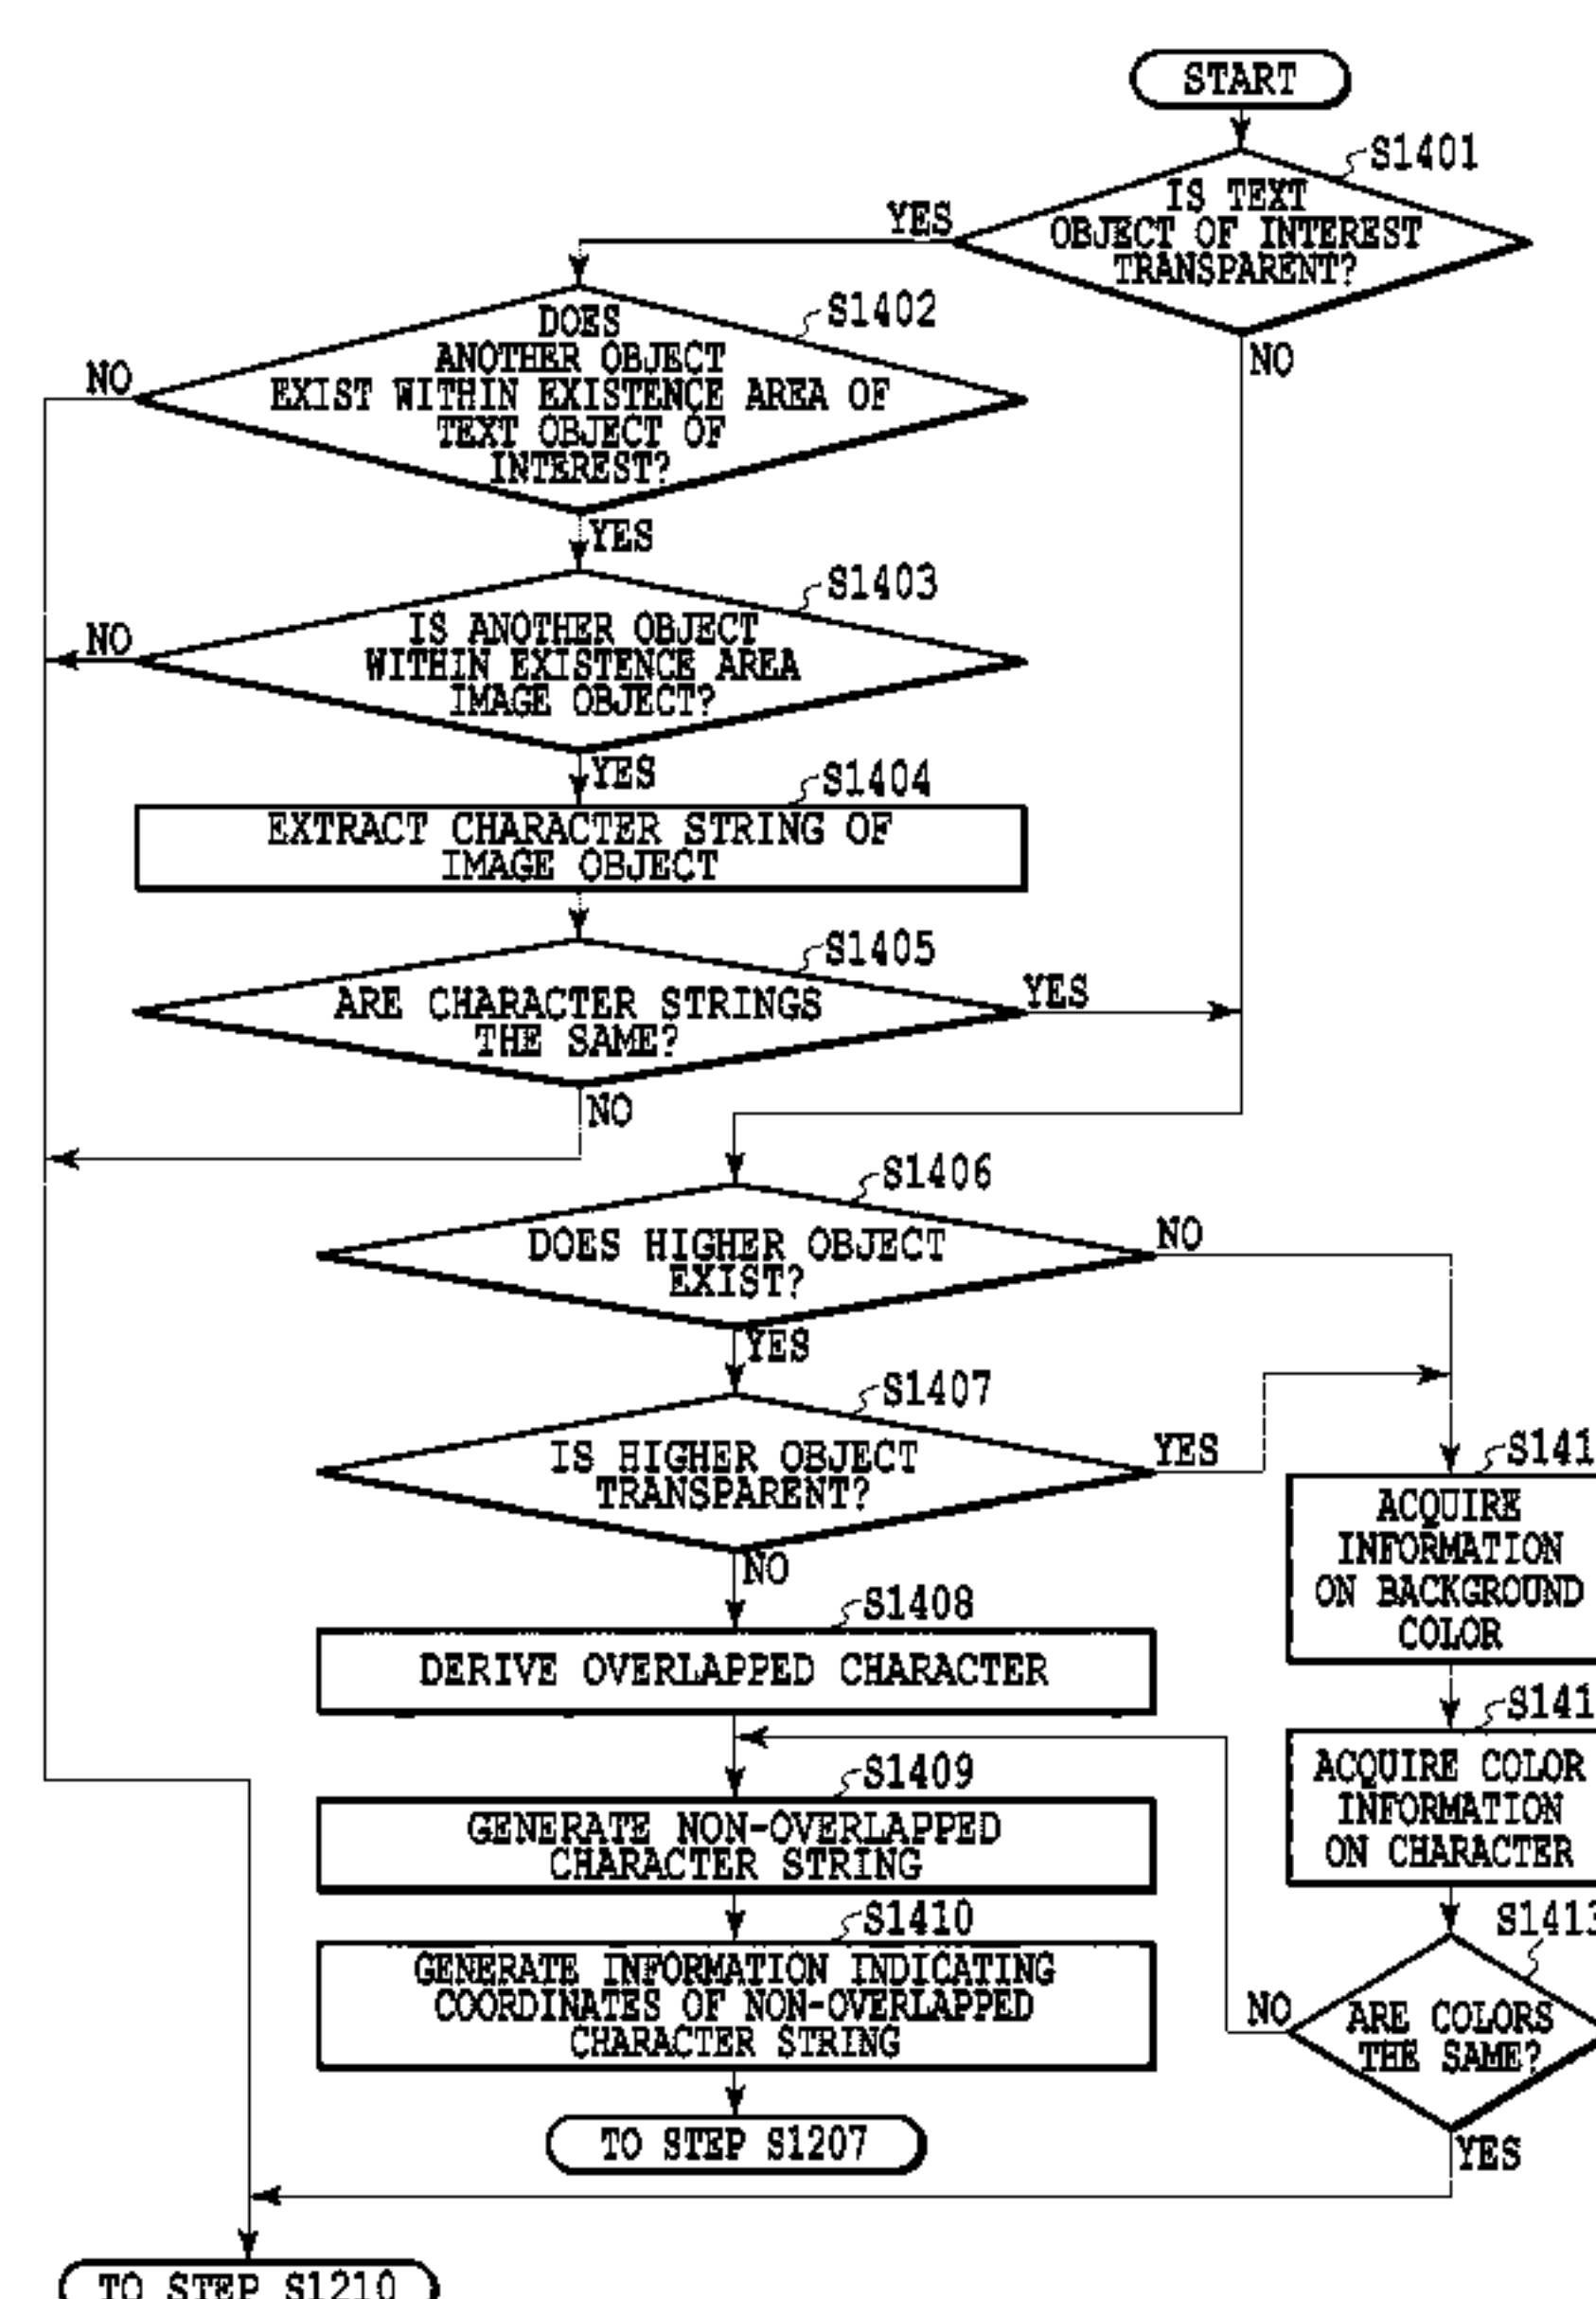 START
S1401
IS TEXT
OBJECT OF INTEREST
TRANSPARENT?
YES
NO
S1402
DOES
ANOTHER OBJECT
EXIST WITHIN EXISTENCE AREA OF
TEXT OBJECT OF
INTEREST?
NO
YES
S1403
IS ANOTHER OBJECT
WITHIN EXISTENCE AREA
IMAGE OBJECT?
NO
YES
S1404
EXTRACT CHARACTER STRING OF
IMAGE OBJECT
S1405
ARE CHARACTER STRINGS
THE SAME?
YES
NO
S1406
DOES HIGHER OBJECT
EXIST?
NO
YES
S1407
IS HIGHER OBJECT
TRANSPARENT?
YES
NO
S1408
DERIVE OVERLAPPED CHARACTER
S1409
GENERATE NON-OVERLAPPED
CHARACTER STRING
S1410
GENERATE INFORMATION INDICATING
COORDINATES OF NON-OVERLAPPED
CHARACTER STRING
TO STEP S1207
S141
ACQUIRE
INFORMATION
ON BACKGROUND
COLOR
S141
ACQUIRE COLOR
INFORMATION
ON CHARACTER
S1413
ARE COLORS
THE SAME?
NO
YES
TO STEP S1210